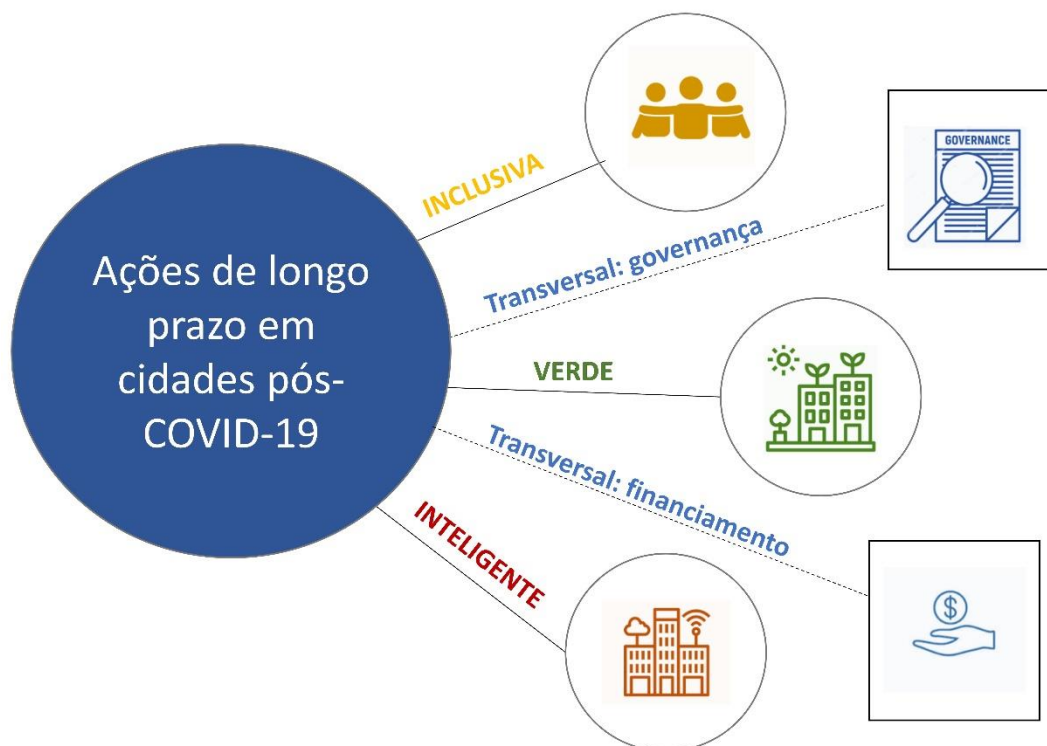 Ações de longo
prazo em
cidades pós-
COVID-19
INCLUSIVA
Transversal: governança
GOVERNANCE
VERDE
Transversal: financiamento
$
INTELIGENTE